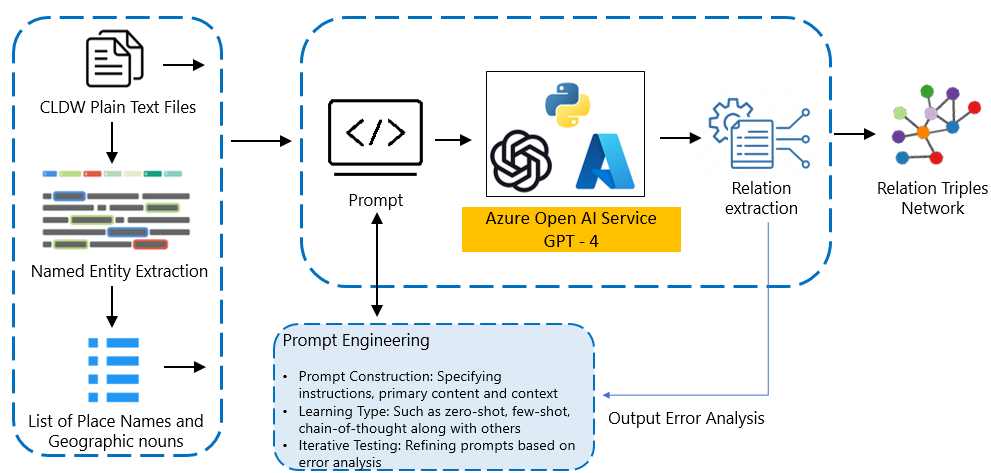 CLDW Plain Text Files
Named Entity Extraction
List of Place Names and
Geographic nouns
</>
Prompt
Azure Open AI Service
GPT - 4
Relation
extraction
Relation Triples
Network
Prompt Engineering
• Prompt Construction: Specifying
instructions, primary content and context
• Learning Type: Such as zero-shot, few-shot,
chain-of-thought along with others
• Iterative Testing: Refining prompts based on
error analysis
Output Error Analysis